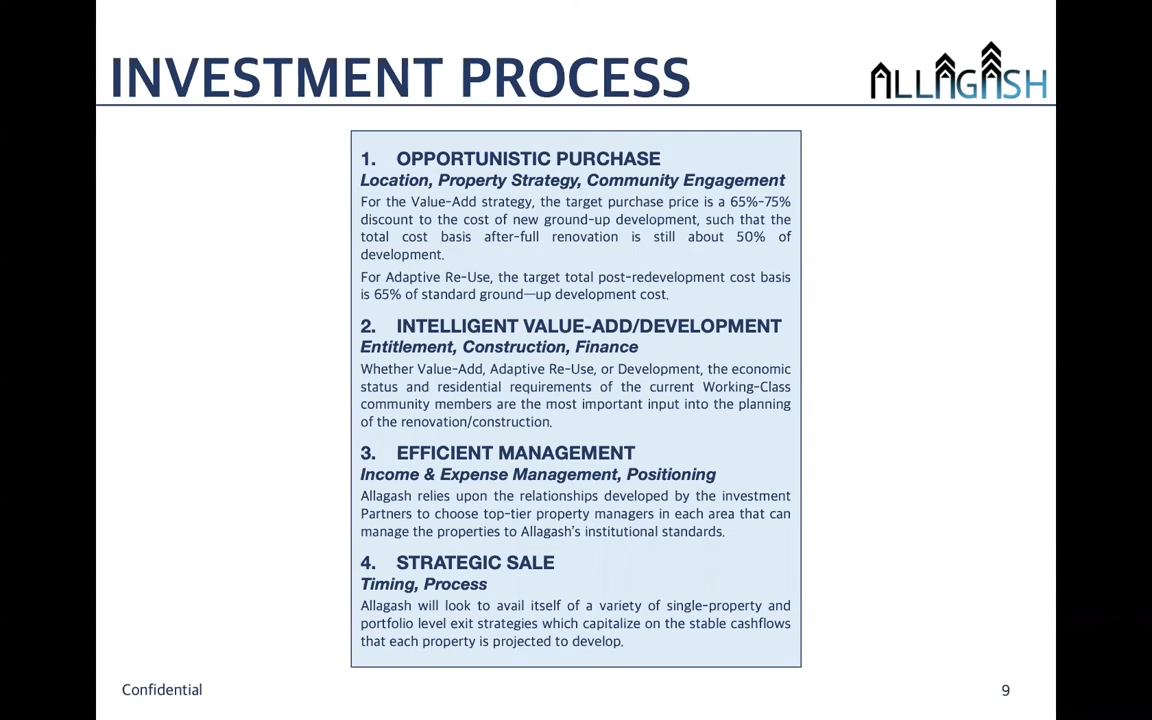 INVESTMENT PROCESS
ALLAGASH
1. OPPORTUNISTIC PURCHASE
Location, Property Strategy, Community Engagement
For the Value-Add strategy, the target purchase price is a 65%-75%
discount to the cost of new ground-up development, such that the
total cost basis after-full renovation is still about 50% of
development.
For Adaptive Re-Use, the target total post-redevelopment cost basis
is 65% of standard ground—up development cost.
2. INTELLIGENT VALUE-ADD/DEVELOPMENT
Entitlement, Construction, Finance
Whether Value-Add, Adaptive Re-Use, or Development, the economic
status and residential requirements of the current Working-Class
community members are the most important input into the planning
of the renovation/construction.
3. EFFICIENT MANAGEMENT
Income & Expense Management, Positioning
Allagash relies upon the relationships developed by the investment
Partners to choose top-tier property managers in each area that can
manage the properties to Allagash's institutional standards.
4. STRATEGIC SALE
Timing, Process
Allagash will look to avail itself of a variety of single-property and
portfolio level exit strategies which capitalize on the stable cashflows
that each property is projected to develop.
Confidential
9